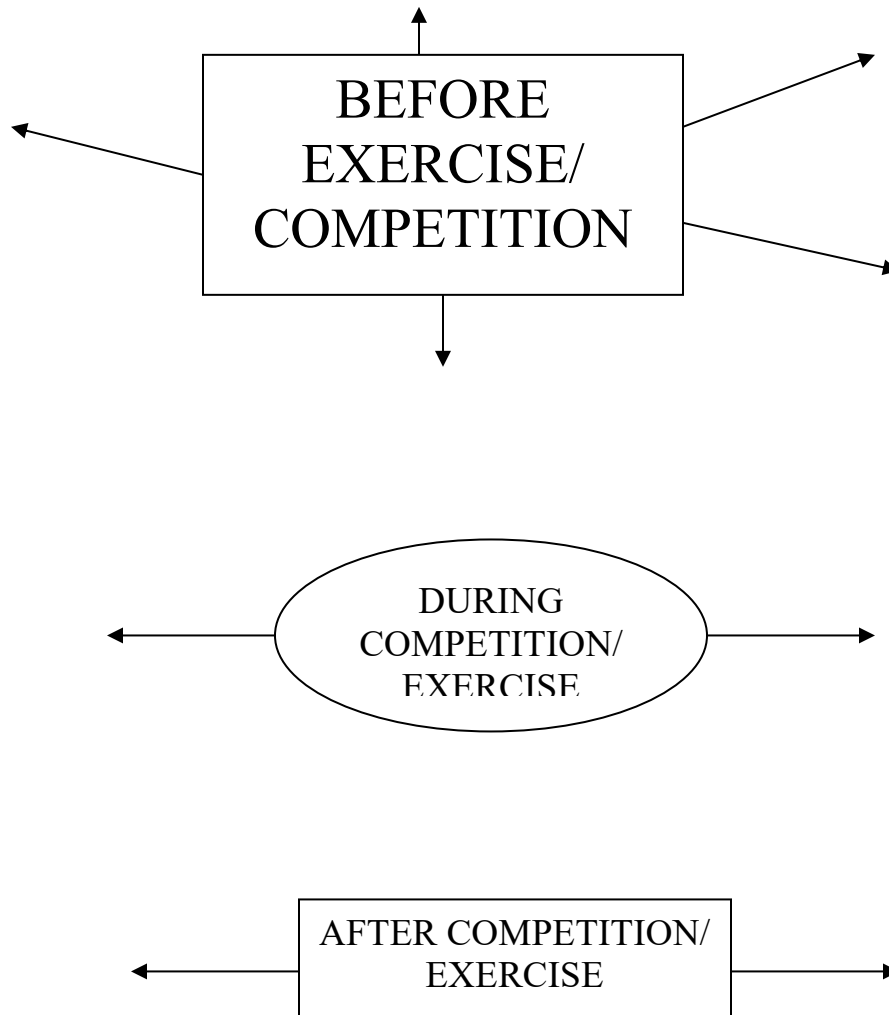 BEFORE
EXERCISE/
COMPETITION
DURING
COMPETITION/
EXERCISE
AFTER COMPETITION/
EXERCISE